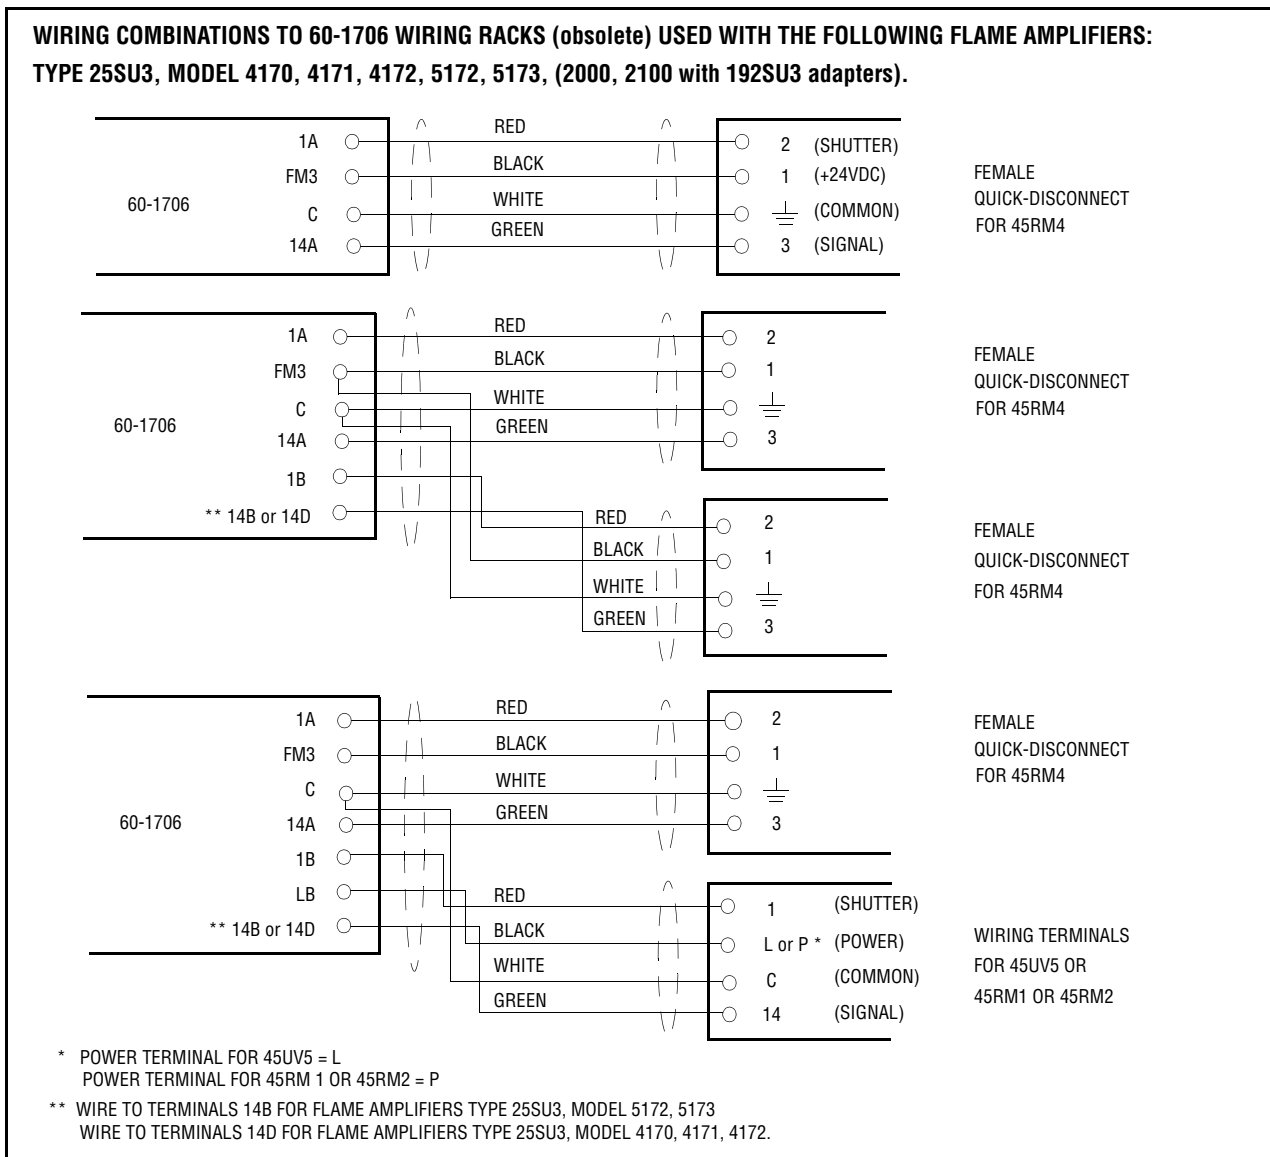 WIRING COMBINATIONS TO 60-1706 WIRING RACKS (obsolete) USED WITH THE FOLLOWING FLAME AMPLIFIERS:
TYPE 25SU3, MODEL 4170, 4171, 4172, 5172, 5173, (2000, 2100 with 192SU3 adapters).
60-1706
1A
FM3
C
14A
RED
BLACK
WHITE
GREEN
2 (SHUTTER)
1 (+24VDC)
(COMMON)
3 (SIGNAL)
FEMALE
QUICK-DISCONNECT
FOR 45RM4
60-1706
1A
FM3
C
14A
1B
** 14B or 14D
RED
BLACK
WHITE
GREEN
2
1
3
FEMALE
QUICK-DISCONNECT
FOR 45RM4
RED
BLACK
WHITE
GREEN
2
1
3
FEMALE
QUICK-DISCONNECT
FOR 45RM4
60-1706
1A
FM3
C
14A
1B
LB
** 14B or 14D
RED
BLACK
WHITE
GREEN
2
1
3
FEMALE
QUICK-DISCONNECT
FOR 45RM4
RED
BLACK
WHITE
GREEN
1 (SHUTTER)
L or P * (POWER)
C (COMMON)
14 (SIGNAL)
WIRING TERMINALS
FOR 45UV5 OR
45RM1 OR 45RM2
* POWER TERMINAL FOR 45UV5 = L
POWER TERMINAL FOR 45RM 1 OR 45RM2 = P
** WIRE TO TERMINALS 14B FOR FLAME AMPLIFIERS TYPE 25SU3, MODEL 5172, 5173
WIRE TO TERMINALS 14D FOR FLAME AMPLIFIERS TYPE 25SU3, MODEL 4170, 4171, 4172.